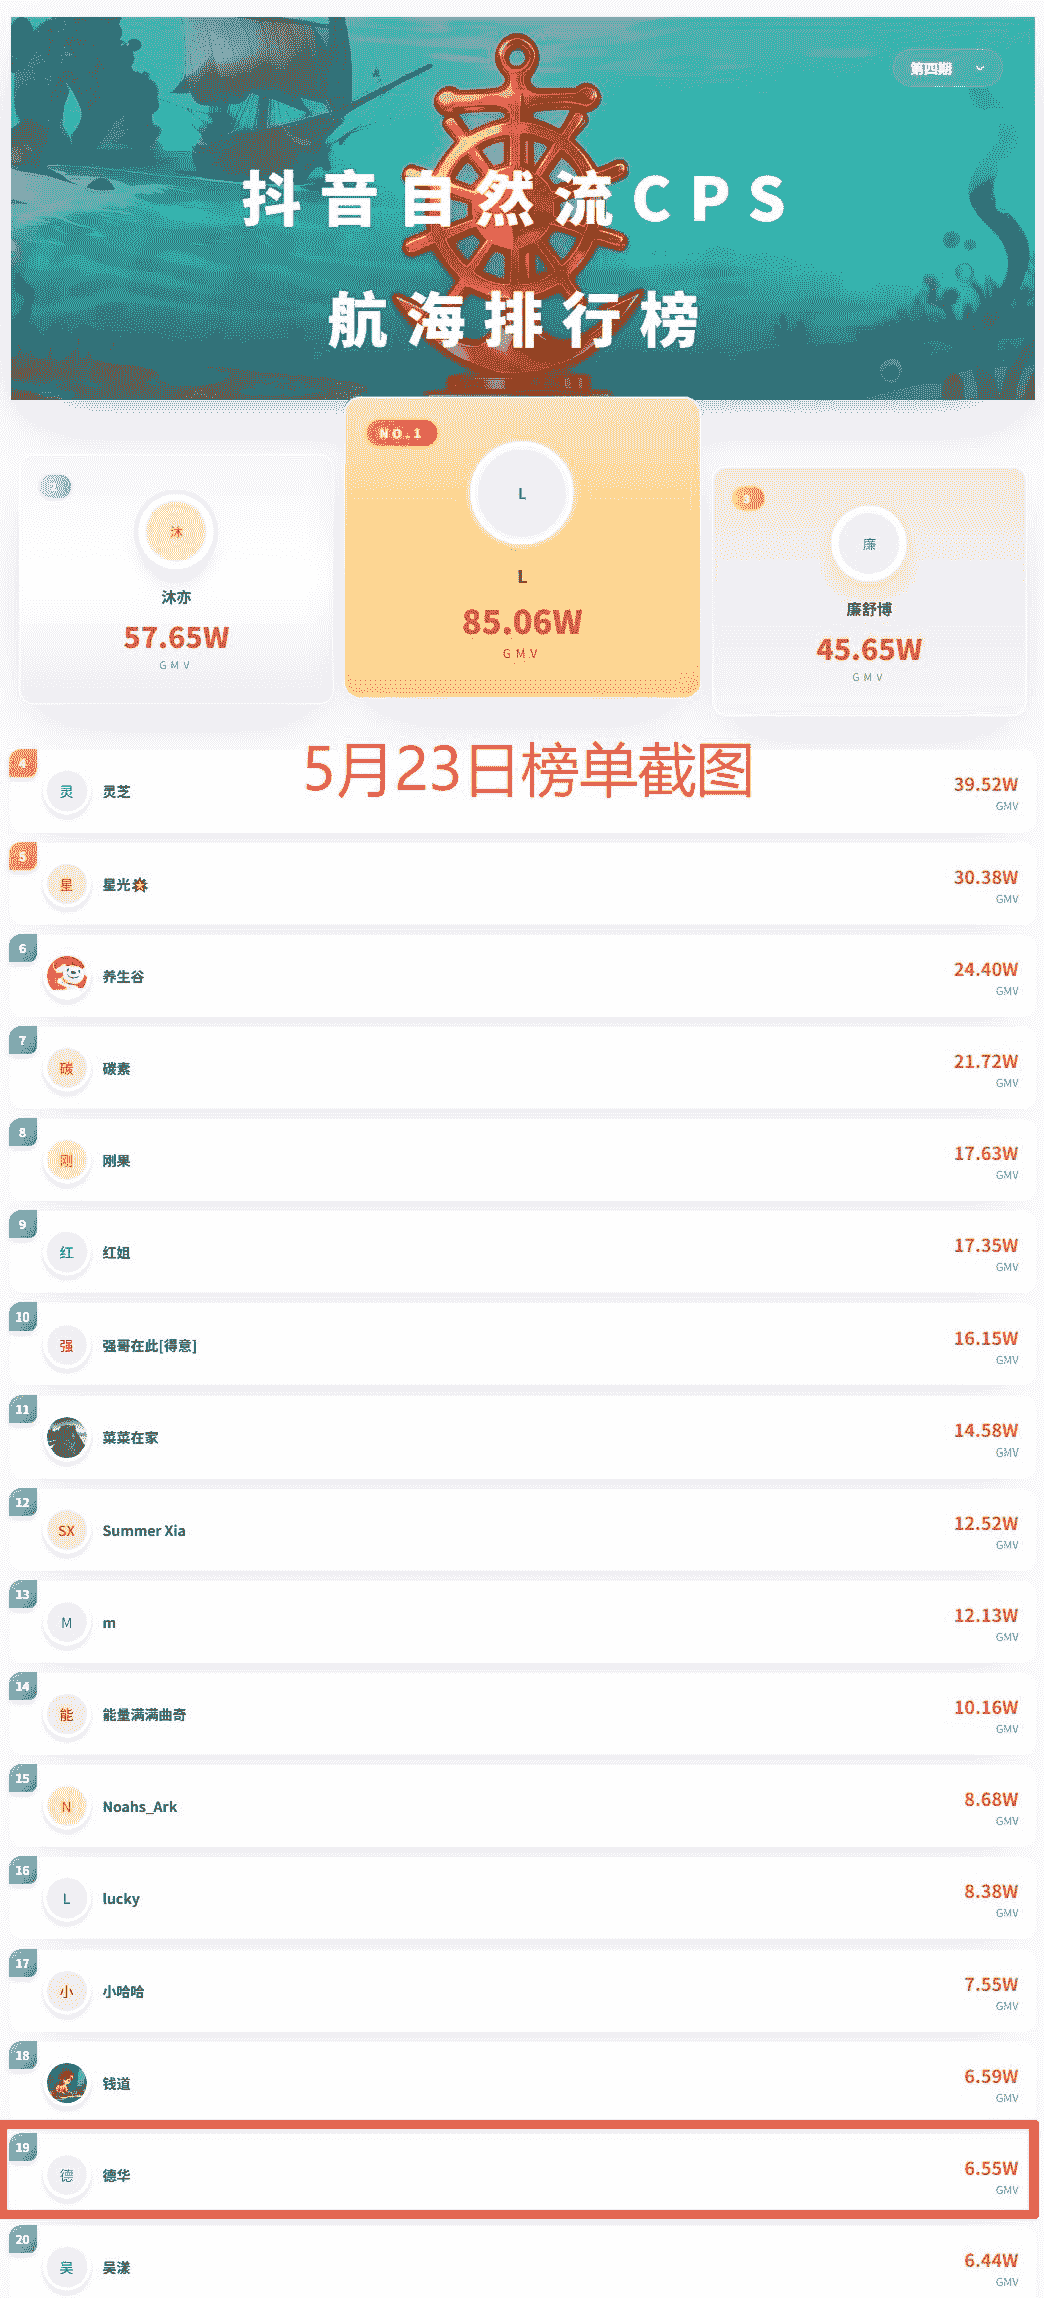 第四期
抖音自然流CPS
航海排行榜
NO.1
L
L
85.06W
GMV
2
沐
沐亦
57.65W
GMV
3
廉
廉舒博
45.65W
GMV
5月23日榜单截图
4
灵
灵芝
39.52W
GMV
5
星
星光
30.38W
GMV
6
养生谷
24.40W
GMV
7
碳
碳素
21.72W
GMV
8
刚
刚果
17.63W
GMV
9
红
红姐
17.35W
GMV
10
强
强哥在此[得意]
16.15W
GMV
11
菜菜在家
14.58W
GMV
12
SX
Summer Xia
12.52W
GMV
13
M
m
12.13W
GMV
14
能
能量满满曲奇
10.16W
GMV
15
N
Noahs_Ark
8.68W
GMV
16
L
lucky
8.38W
GMV
17
小
小哈哈
7.55W
GMV
18
钱道
6.59W
GMV
19
德
德华
6.55W
GMV
20
吴
吴漾
6.44W
GMV